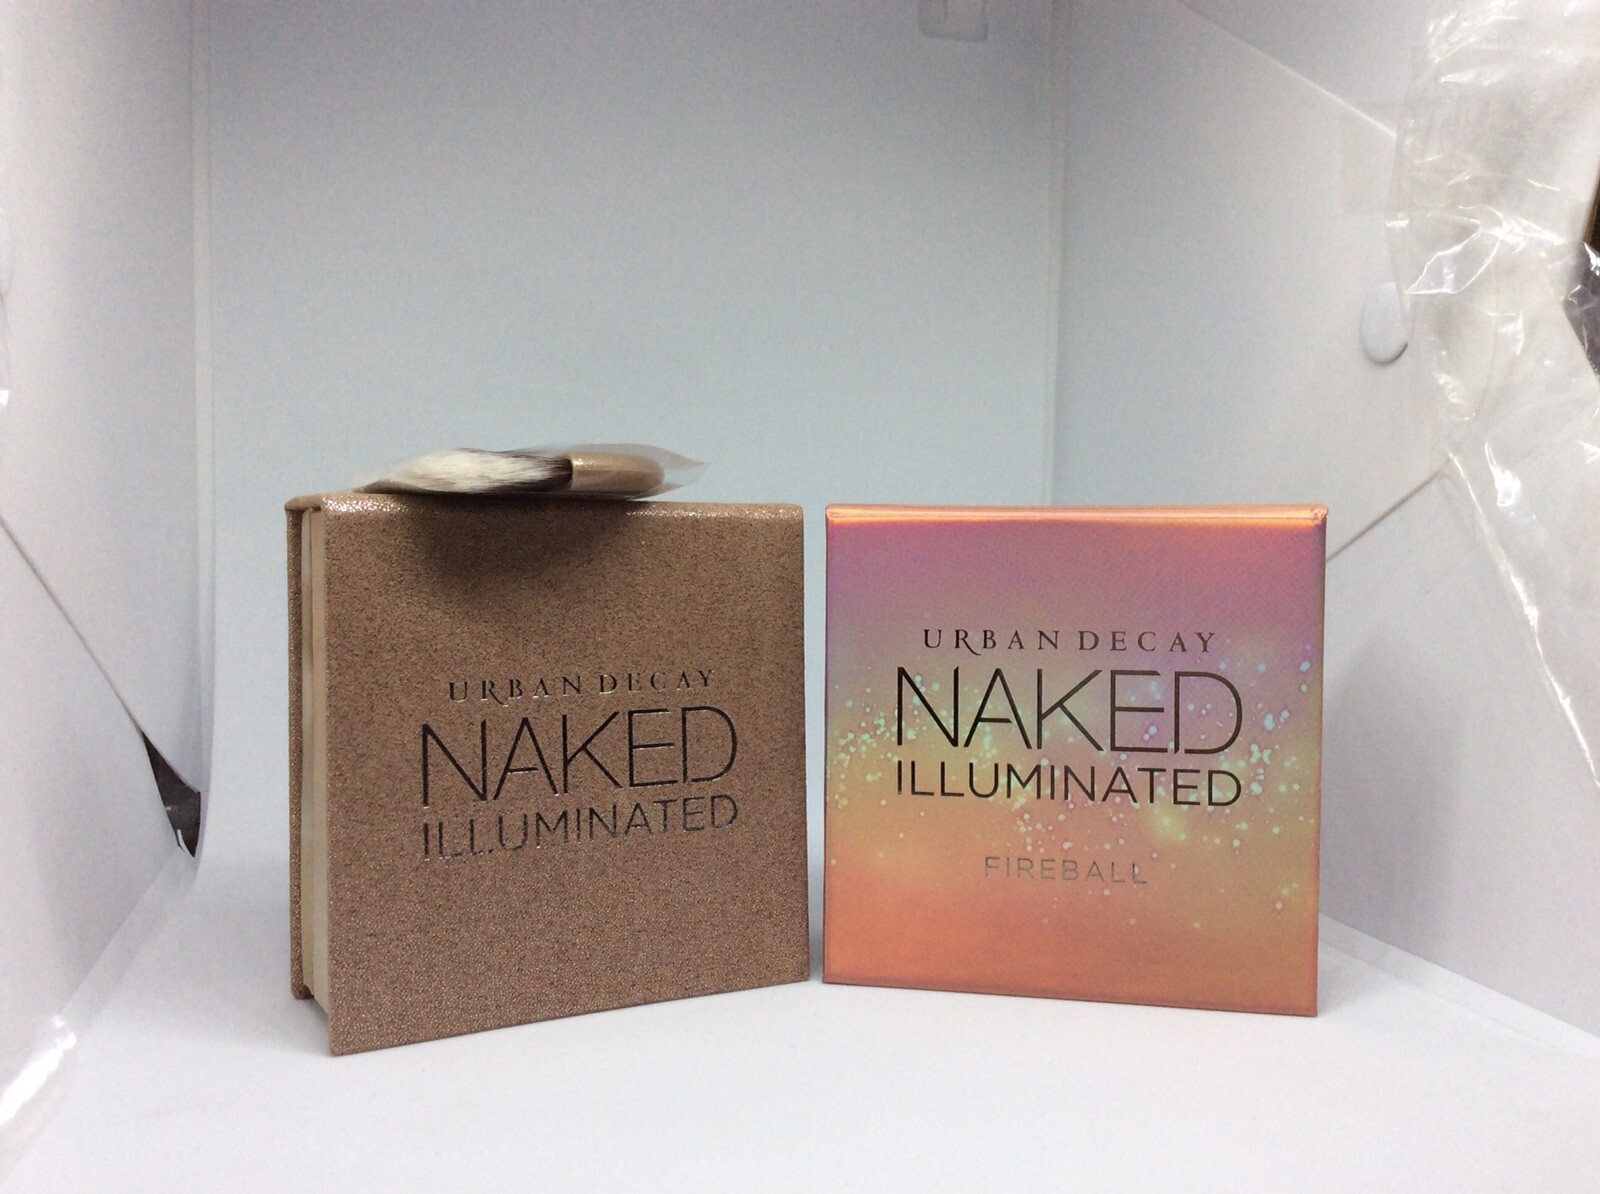 URBAN DECAY
NAKED
ILLUMINATED
URBAN DECAY
NAKED
ILLUMINATED
FIREBALL